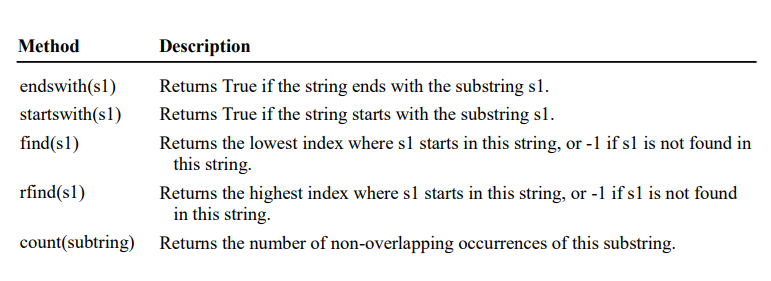 Method Description
endswith(s1) Returns True if the string ends with the substring s1.
startswith(s1) Returns True if the string starts with the substring s1.
find(s1) Returns the lowest index where s1 starts in this string, or -1 if s1 is not found in
this string.
rfind(s1) Returns the highest index where s1 starts in this string, or -1 if s1 is not found
in this string.
count(subtring) Returns the number of non-overlapping occurrences of this substring.